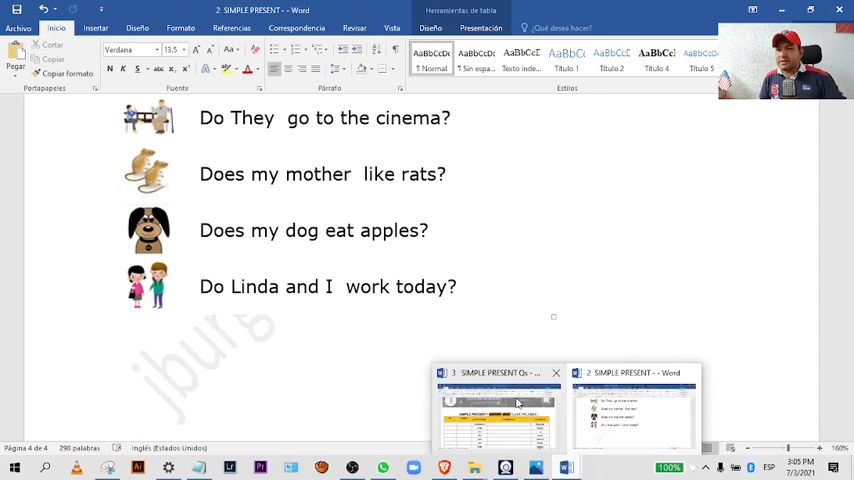 2 SIMPLE PRESENT - - Word
Herramientas de tabla
Archivo Inicio Insertar Diseño Formato Referencias Correspondencia Revisar Vista Diseño Presentación ¿Qué desea hacer?
Cortar
Copiar
Copiar formato
Pegar
Verdana 13.5
N K S
AaBbCcDc AaBbCcDc AaBbCcD AaBbCc AaBbCcD AaBbCcD AaBbCcD
¶ Normal ¶ Sin espa... Texto inde... Título 1 Título 2 Título 4 Título 5
Portapapeles Fuente Párrafo Estilos
Do They go to the cinema?
Does my mother like rats?
Does my dog eat apples?
Do Linda and I work today?
jburg
3 SIMPLE PRESENT Qs - ...
2 SIMPLE PRESENT - - Word
Página 4 de 4 298 palabras Inglés (Estados Unidos) 160%
100% ESP 3:05 PM
7/3/2021